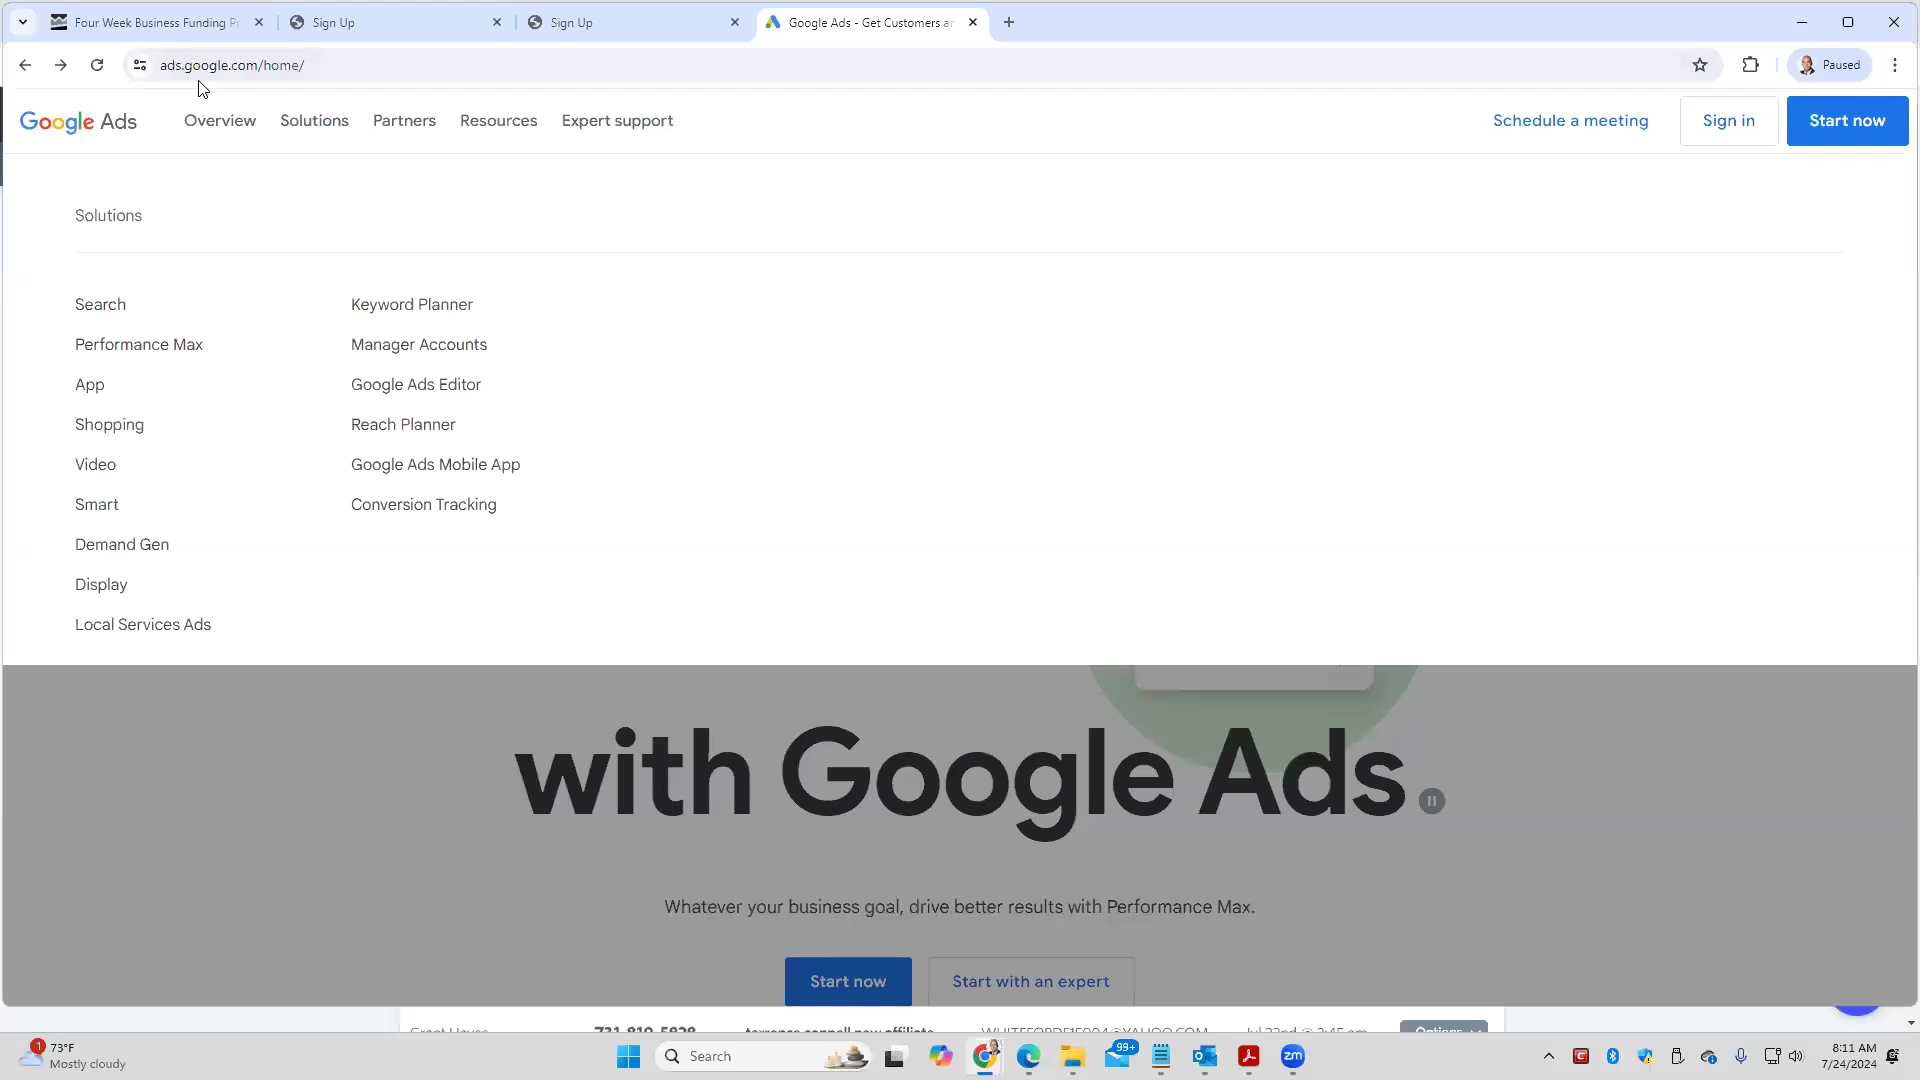 Four Week Business Funding P
Sign Up
Sign Up
Google Ads - Get Customers a
ads.google.com/home/
Paused
Google Ads
Overview
Solutions
Partners
Resources
Expert support
Schedule a meeting
Sign in
Start now
Solutions
Search
Keyword Planner
Performance Max
Manager Accounts
App
Google Ads Editor
Shopping
Reach Planner
Video
Google Ads Mobile App
Smart
Conversion Tracking
Demand Gen
Display
Local Services Ads
with Google Ads.
Whatever your business goal, drive better results with Performance Max.
Start now
Start with an expert
1
73°F
Mostly cloudy
Search
99+
zm
8:11 AM
7/24/2024